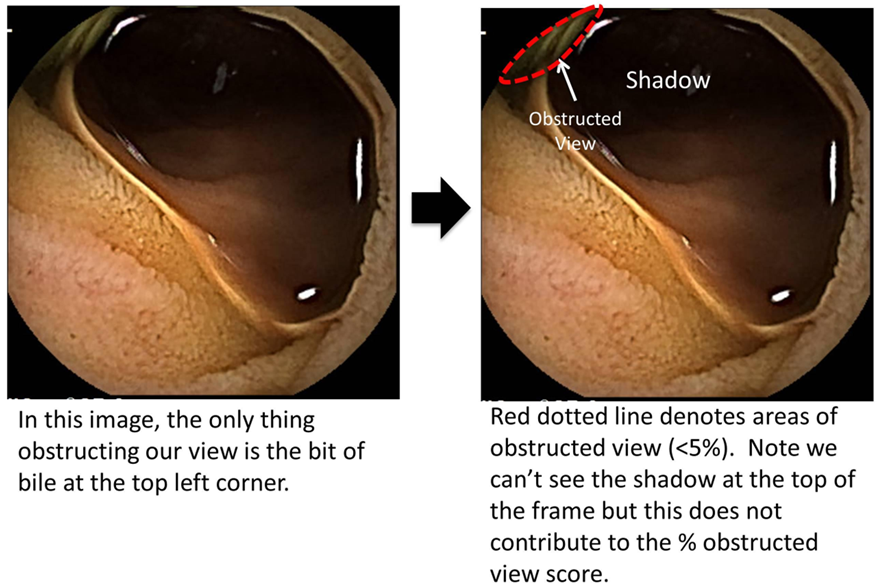 Shadow
Obstructed
View
In this image, the only thing
obstructing our view is the bit of
bile at the top left corner.
Red dotted line denotes areas of
obstructed view (<5%).  Note we
can’t see the shadow at the top of
the frame but this does not
contribute to the % obstructed
view score.